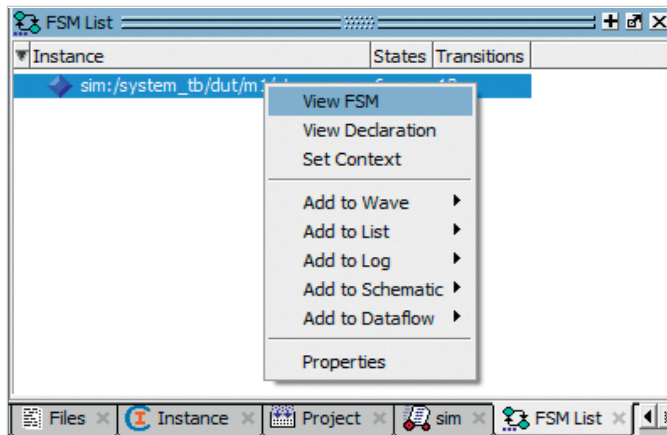 FSM List
Instance States Transitions
sim:/system_tb/dut/m1
View FSM
View Declaration
Set Context
Add to Wave
Add to List
Add to Log
Add to Schematic
Add to Dataflow
Properties
Files Instance Project sim FSM List